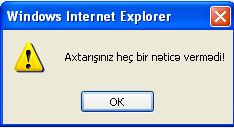 Windows Internet Explorer
Axtarışınız heç bir nəticə vermədi!
OK